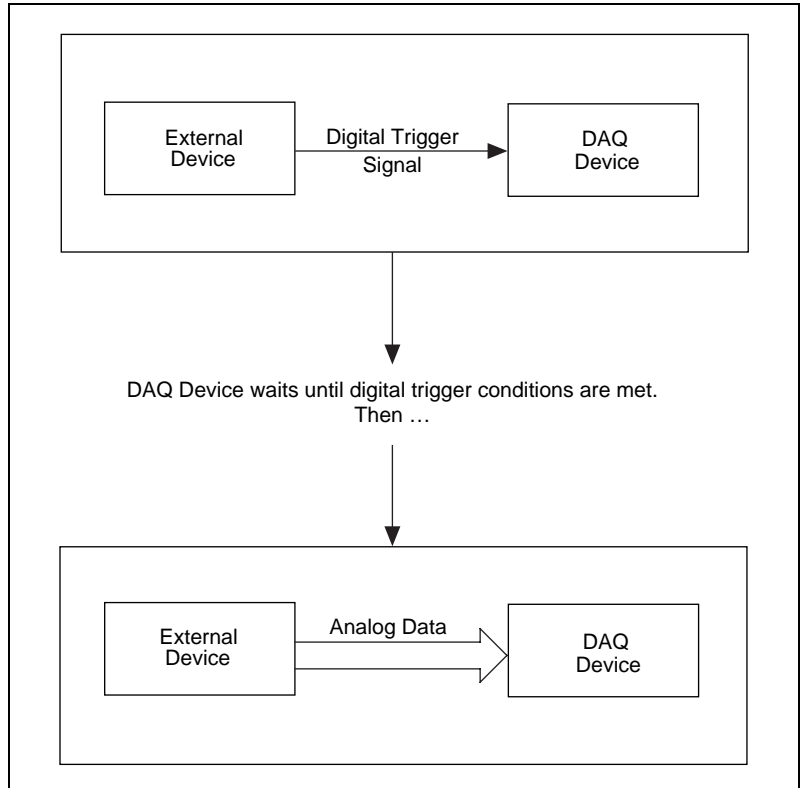 External
Device
Digital Trigger
Signal
DAQ
Device
DAQ Device waits until digital trigger conditions are met.
Then …
External
Device
Analog Data
DAQ
Device